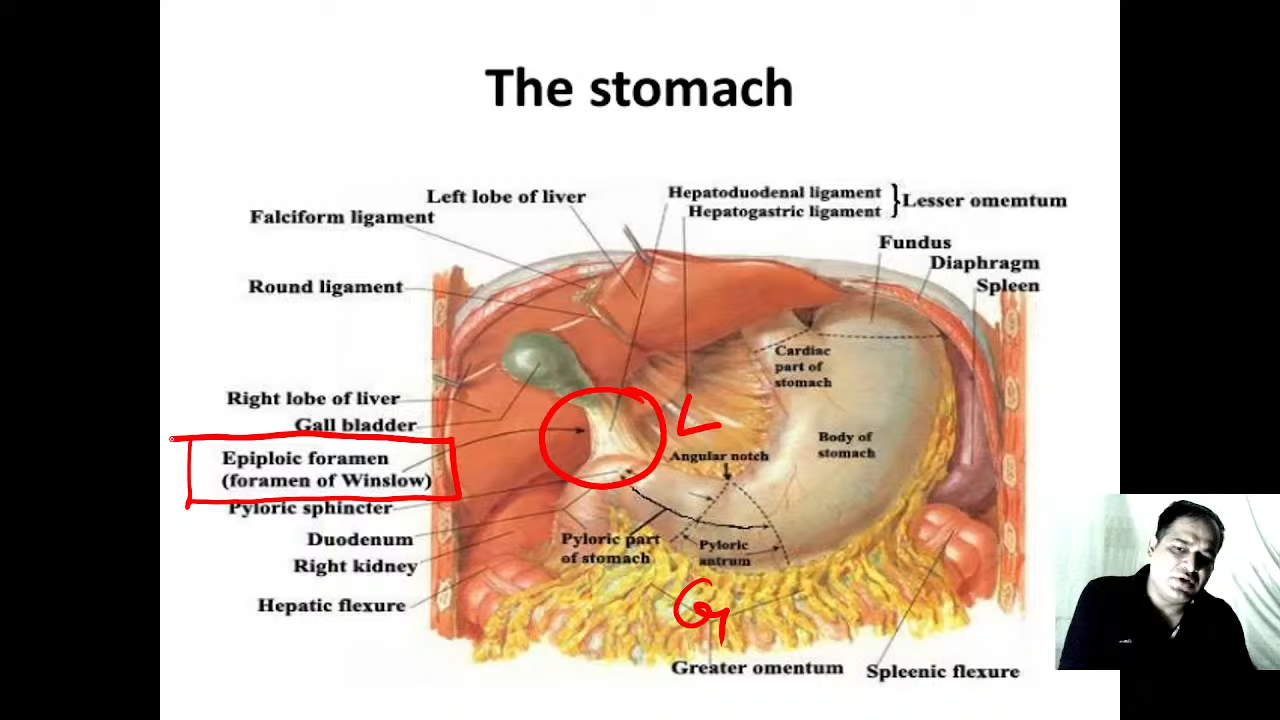 The stomach
Left lobe of liver
Hepatoduodenal ligament
Hepatogastric ligament
Lesser omemtum
Falciform ligament
Fundus
Diaphragm
Spleen
Round ligament
Cardiac
part of
stomach
Right lobe of liver
Gall bladder
Epiploic foramen
(foramen of Winslow)
L
Body of
stomach
Angular notch
Pyloric sphincter
Duodenum
Pyloric part
of stomach
Pyloric
antrum
Right kidney
Hepatic flexure
G
Greater omentum
Spleenic flexure